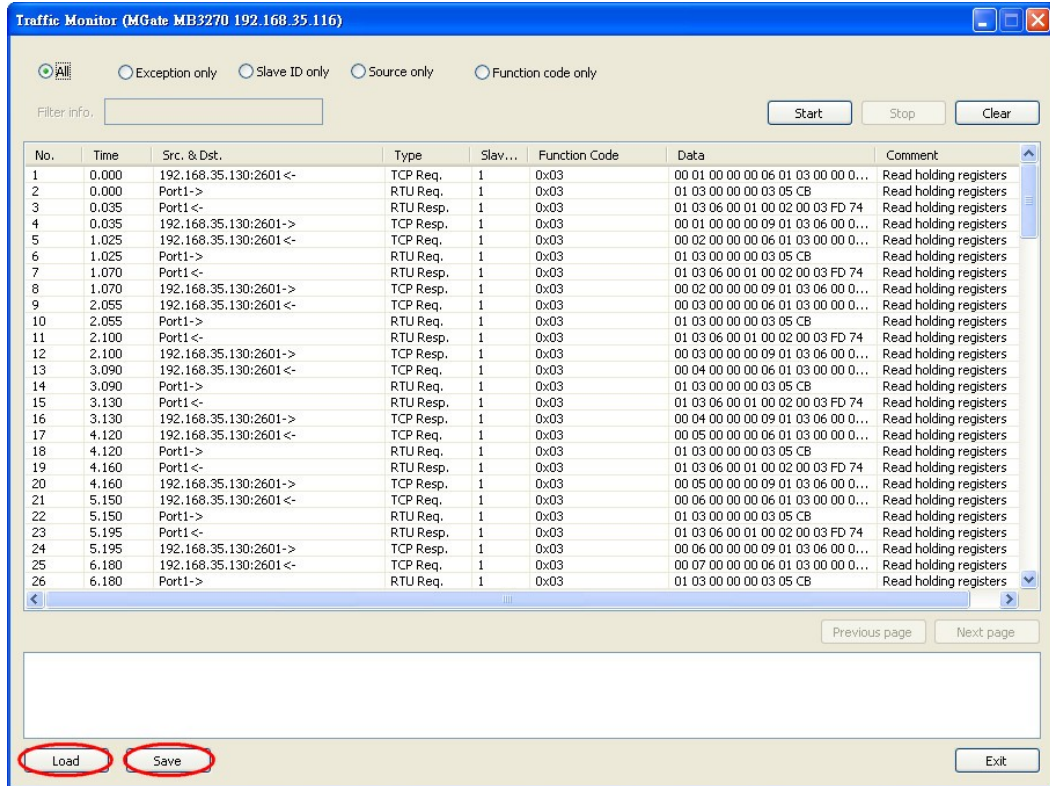 Traffic Monitor (MGate MB3270 192.168.35.116)
All Exception only Slave ID only Source only Function code only
Filter info. Start Stop Clear
No. Time Src. & Dst. Type Slav... Function Code Data Comment
1 0.000 192.168.35.130:2601<- TCP Req. 1 0x03 00 01 00 00 00 06 01 03 00 00 0... Read holding registers
2 0.000 Port1-> RTU Req. 1 0x03 01 03 00 00 00 03 05 CB Read holding registers
3 0.035 Port1<- RTU Resp. 1 0x03 01 03 06 00 01 00 02 00 03 FD 74 Read holding registers
4 0.035 192.168.35.130:2601-> TCP Resp. 1 0x03 00 01 00 00 00 09 01 03 06 00 0... Read holding registers
5 1.025 192.168.35.130:2601<- TCP Req. 1 0x03 00 02 00 00 00 06 01 03 00 00 0... Read holding registers
6 1.025 Port1-> RTU Req. 1 0x03 01 03 00 00 00 03 05 CB Read holding registers
7 1.070 Port1<- RTU Resp. 1 0x03 01 03 06 00 01 00 02 00 03 FD 74 Read holding registers
8 1.070 192.168.35.130:2601-> TCP Resp. 1 0x03 00 02 00 00 00 09 01 03 06 00 0... Read holding registers
9 2.055 192.168.35.130:2601<- TCP Req. 1 0x03 00 03 00 00 00 06 01 03 00 00 0... Read holding registers
10 2.055 Port1-> RTU Req. 1 0x03 01 03 00 00 00 03 05 CB Read holding registers
11 2.100 Port1<- RTU Resp. 1 0x03 01 03 06 00 01 00 02 00 03 FD 74 Read holding registers
12 2.100 192.168.35.130:2601-> TCP Resp. 1 0x03 00 03 00 00 00 09 01 03 06 00 0... Read holding registers
13 3.090 192.168.35.130:2601<- TCP Req. 1 0x03 00 04 00 00 00 06 01 03 00 00 0... Read holding registers
14 3.090 Port1-> RTU Req. 1 0x03 01 03 00 00 00 03 05 CB Read holding registers
15 3.130 Port1<- RTU Resp. 1 0x03 01 03 06 00 01 00 02 00 03 FD 74 Read holding registers
16 3.130 192.168.35.130:2601-> TCP Resp. 1 0x03 00 04 00 00 00 09 01 03 06 00 0... Read holding registers
17 4.120 192.168.35.130:2601<- TCP Req. 1 0x03 00 05 00 00 00 06 01 03 00 00 0... Read holding registers
18 4.120 Port1-> RTU Req. 1 0x03 01 03 00 00 00 03 05 CB Read holding registers
19 4.160 Port1<- RTU Resp. 1 0x03 01 03 06 00 01 00 02 00 03 FD 74 Read holding registers
20 4.160 192.168.35.130:2601-> TCP Resp. 1 0x03 00 05 00 00 00 09 01 03 06 00 0... Read holding registers
21 5.150 192.168.35.130:2601<- TCP Req. 1 0x03 00 06 00 00 00 06 01 03 00 00 0... Read holding registers
22 5.150 Port1-> RTU Req. 1 0x03 01 03 00 00 00 03 05 CB Read holding registers
23 5.195 Port1<- RTU Resp. 1 0x03 01 03 06 00 01 00 02 00 03 FD 74 Read holding registers
24 5.195 192.168.35.130:2601-> TCP Resp. 1 0x03 00 06 00 00 00 09 01 03 06 00 0... Read holding registers
25 6.180 192.168.35.130:2601<- TCP Req. 1 0x03 00 07 00 00 00 06 01 03 00 00 0... Read holding registers
26 6.180 Port1-> RTU Req. 1 0x03 01 03 00 00 00 03 05 CB Read holding registers
Previous page Next page
Load Save Exit